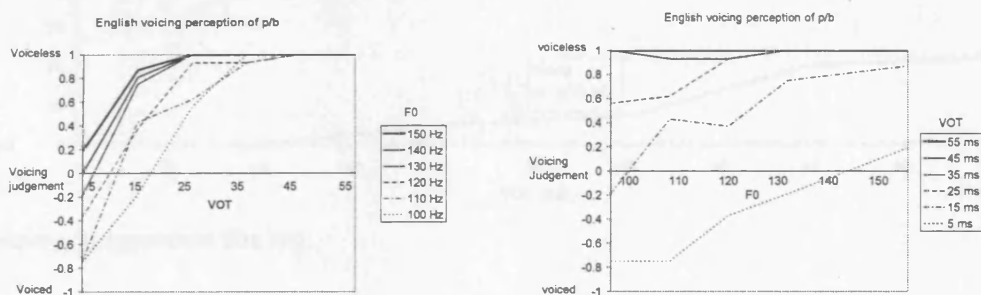 English voicing perception of p/b
Voiceless 1
0.8
0.6
0.4
0.2
Voicing 0
judgement
5 15 25 35 45 55
VOT
-0.2
-0.4
-0.6
-0.8
Voiced -1
F0
150 Hz
140 Hz
130 Hz
120 Hz
110 Hz
100 Hz
English voicing perception of p/b
voiceless 1
0.8
0.6
0.4
0.2
Voicing 0
Judgement
100 110 120 130 140 150
F0
-0.2
-0.4
-0.6
-0.8
voiced -1
VOT
55 ms
45 ms
35 ms
25 ms
15 ms
5 ms